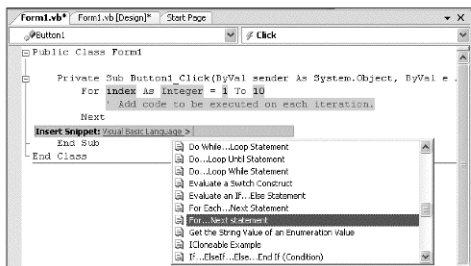 Form1.vb* Form1.vb [Design]* Start Page
Button1 Click
Public Class Form1
Private Sub Button1_Click(ByVal sender As System.Object, ByVal e
For index As Integer = 1 To 10
' Add code to be executed on each iteration.
Next
Insert Snippet: Visual Basic Language >
End Sub
End Class
Do While...Loop Statement
Do...Loop Until Statement
Do...Loop While Statement
Evaluate a Switch Construct
Evaluate an If...Else Statement
For Each...Next Statement
For...Next statement
Get the String Value of an Enumeration Value
ICloneable Example
If...ElseIf...Else...End If (Condition)